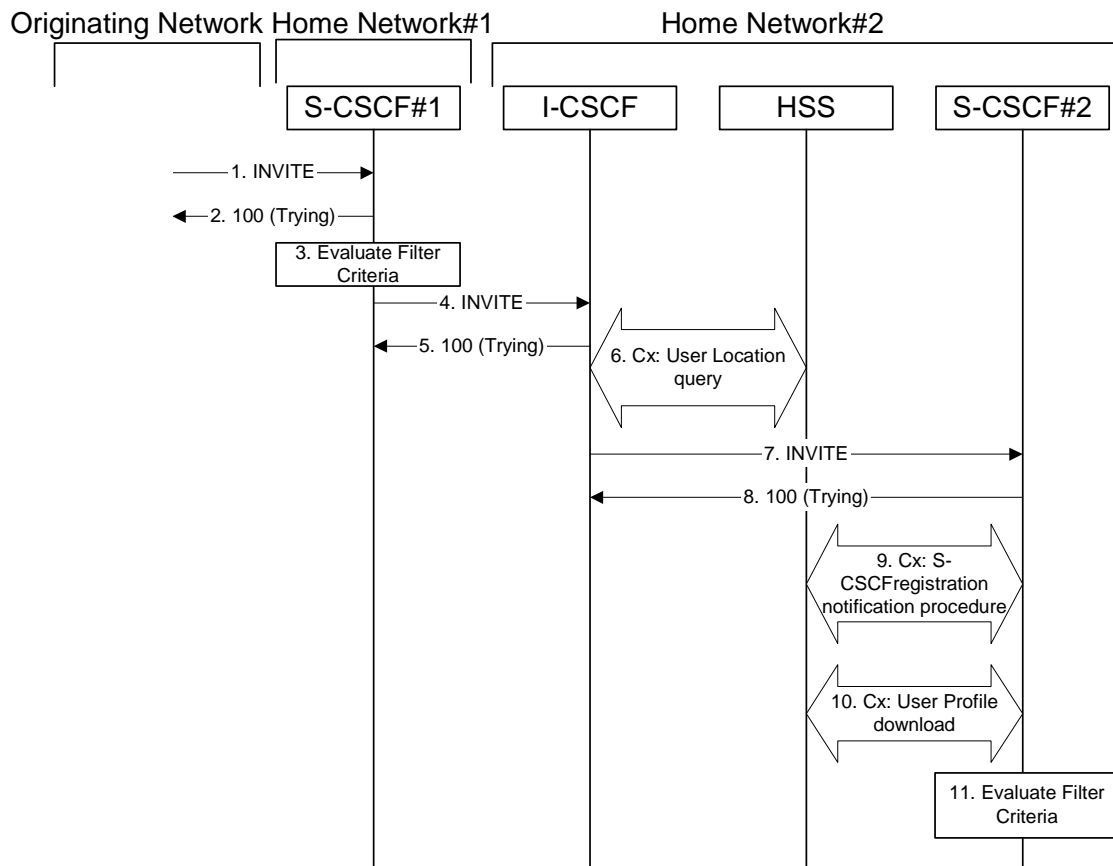 Originating Network Home Network#1
Home Network#2
S-CSCF#1
I-CSCF
HSS
S-CSCF#2
1. INVITE
2. 100 (Trying)
3. Evaluate Filter
Criteria
4. INVITE
5. 100 (Trying)
6. Cx: User Location
query
7. INVITE
8. 100 (Trying)
9. Cx: S-
CSCFregistration
notification procedure
10. Cx: User Profile
download
11. Evaluate Filter
Criteria